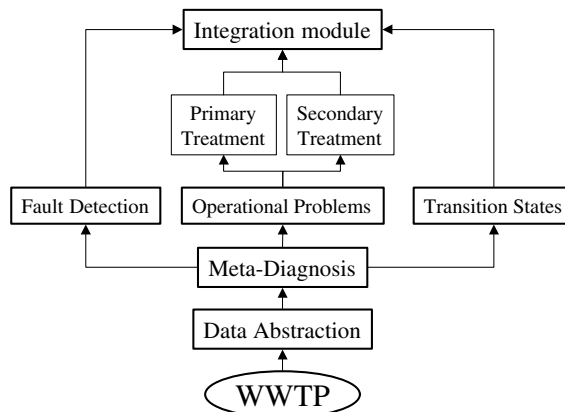 Integration module
Primary
Treatment
Secondary
Treatment
Fault Detection
Operational Problems
Transition States
Meta-Diagnosis
Data Abstraction
WWTP